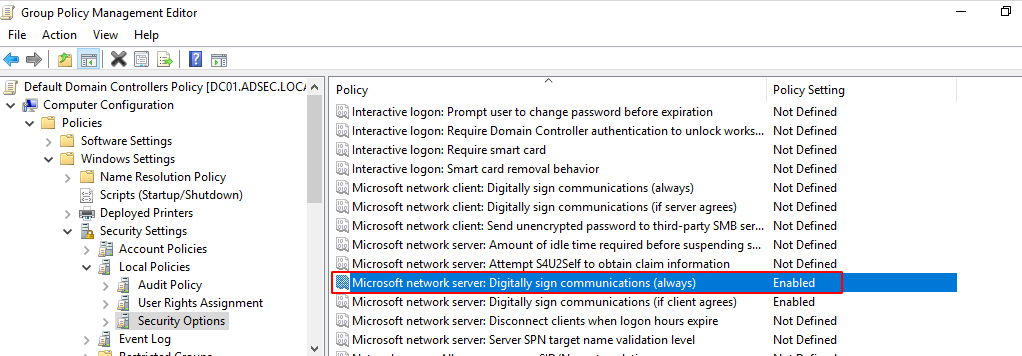 Group Policy Management Editor
File Action View Help
Default Domain Controllers Policy [DC01.ADSEC.LOCA
Computer Configuration
Policies
Software Settings
Windows Settings
Name Resolution Policy
Scripts (Startup/Shutdown)
Deployed Printers
Security Settings
Account Policies
Local Policies
Audit Policy
User Rights Assignment
Security Options
Event Log
Restricted Groups
Policy Policy Setting
Interactive logon: Prompt user to change password before expiration Not Defined
Interactive logon: Require Domain Controller authentication to unlock works... Not Defined
Interactive logon: Require smart card Not Defined
Interactive logon: Smart card removal behavior Not Defined
Microsoft network client: Digitally sign communications (always) Not Defined
Microsoft network client: Digitally sign communications (if server agrees) Not Defined
Microsoft network client: Send unencrypted password to third-party SMB ser... Not Defined
Microsoft network server: Amount of idle time required before suspending s... Not Defined
Microsoft network server: Attempt S4U2Self to obtain claim information Not Defined
Microsoft network server: Digitally sign communications (always) Enabled
Microsoft network server: Digitally sign communications (if client agrees) Enabled
Microsoft network server: Disconnect clients when logon hours expire Not Defined
Microsoft network server: Server SPN target name validation level Not Defined